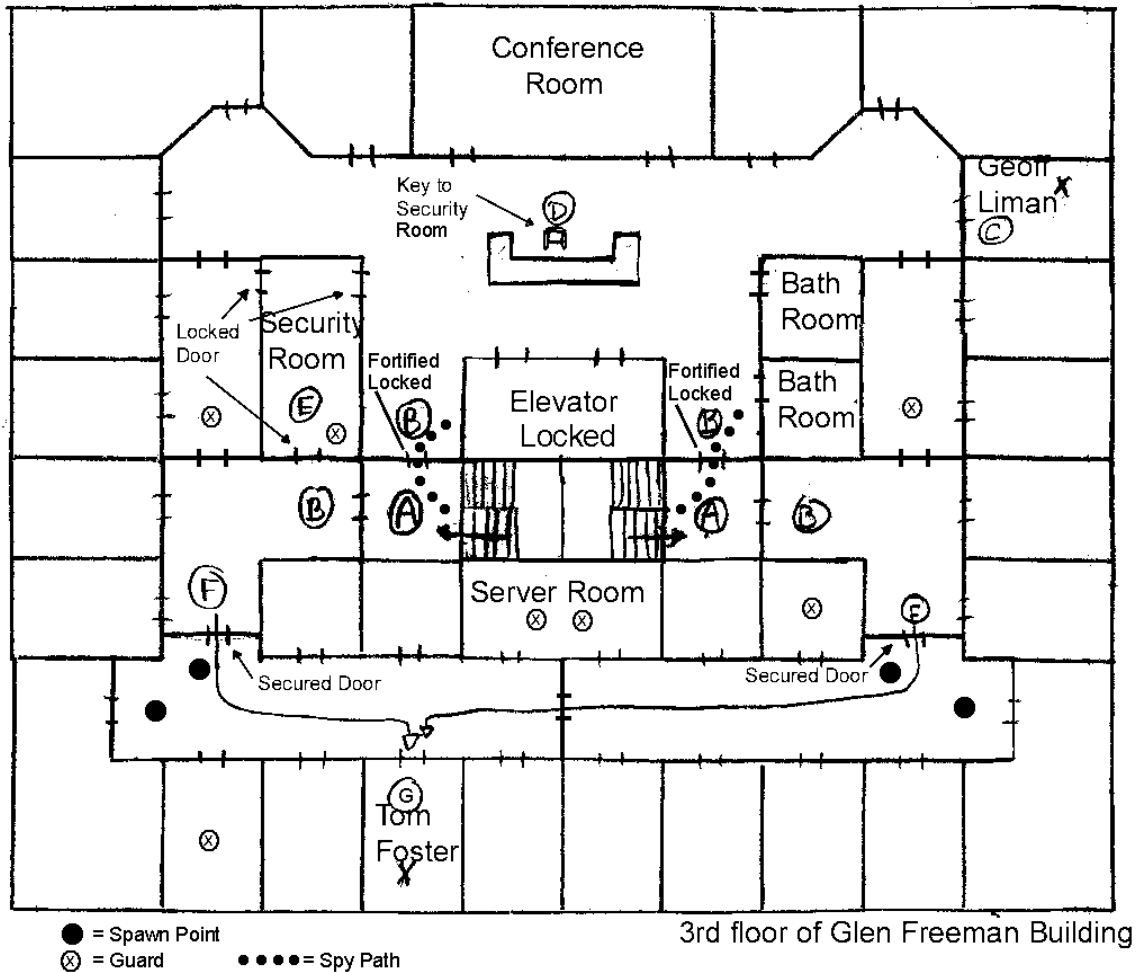 Conference
Room
Geoff
Liman X
C
Key to
Security
Room
D
Bath
Room
Locked
Door
Security
Room
Fortified
Locked
Fortified
Locked
Bath
Room
E
X
X
B
Elevator
Locked
B
X
B
A
A
B
F
Server Room
X
X
X
F
Secured Door
Secured Door
G
Tom
Foster
X
X
3rd floor of Glen Freeman Building
= Spawn Point
X = Guard
= Spy Path